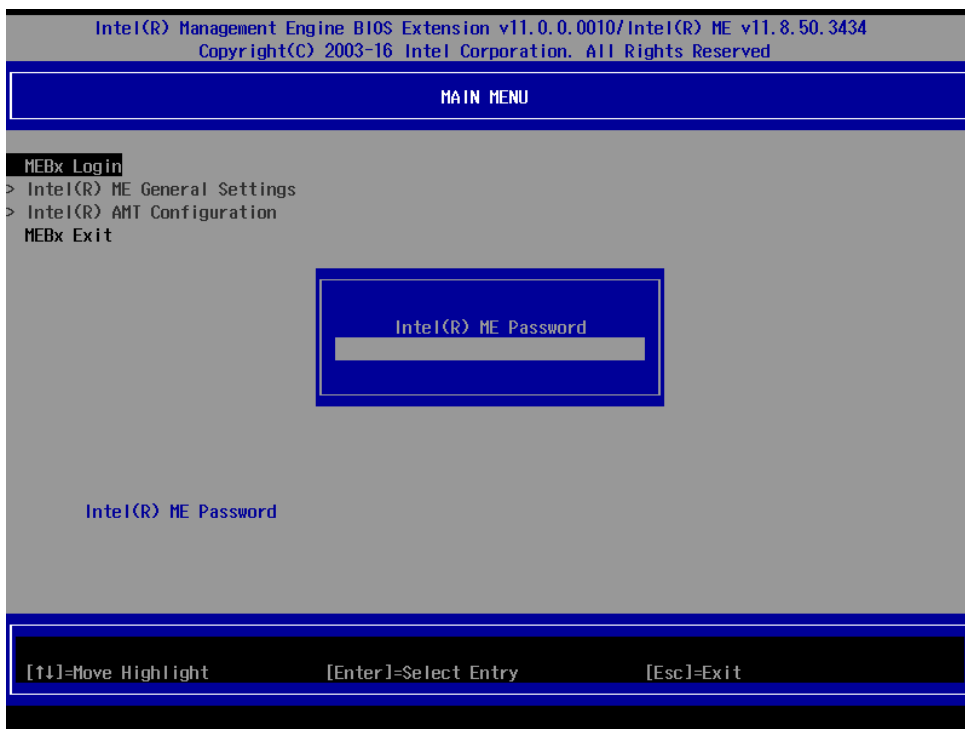 Intel(R) Management Engine BIOS Extension v11.0.0.0010/Intel(R) ME v11.8.50.3434
Copyright(C) 2003-16 Intel Corporation. All Rights Reserved
MAIN MENU
MEBx Login
> Intel(R) ME General Settings
> Intel(R) AMT Configuration
MEBx Exit
Intel(R) ME Password
Intel(R) ME Password
[↑↓]=Move Highlight [Enter]=Select Entry [Esc]=Exit